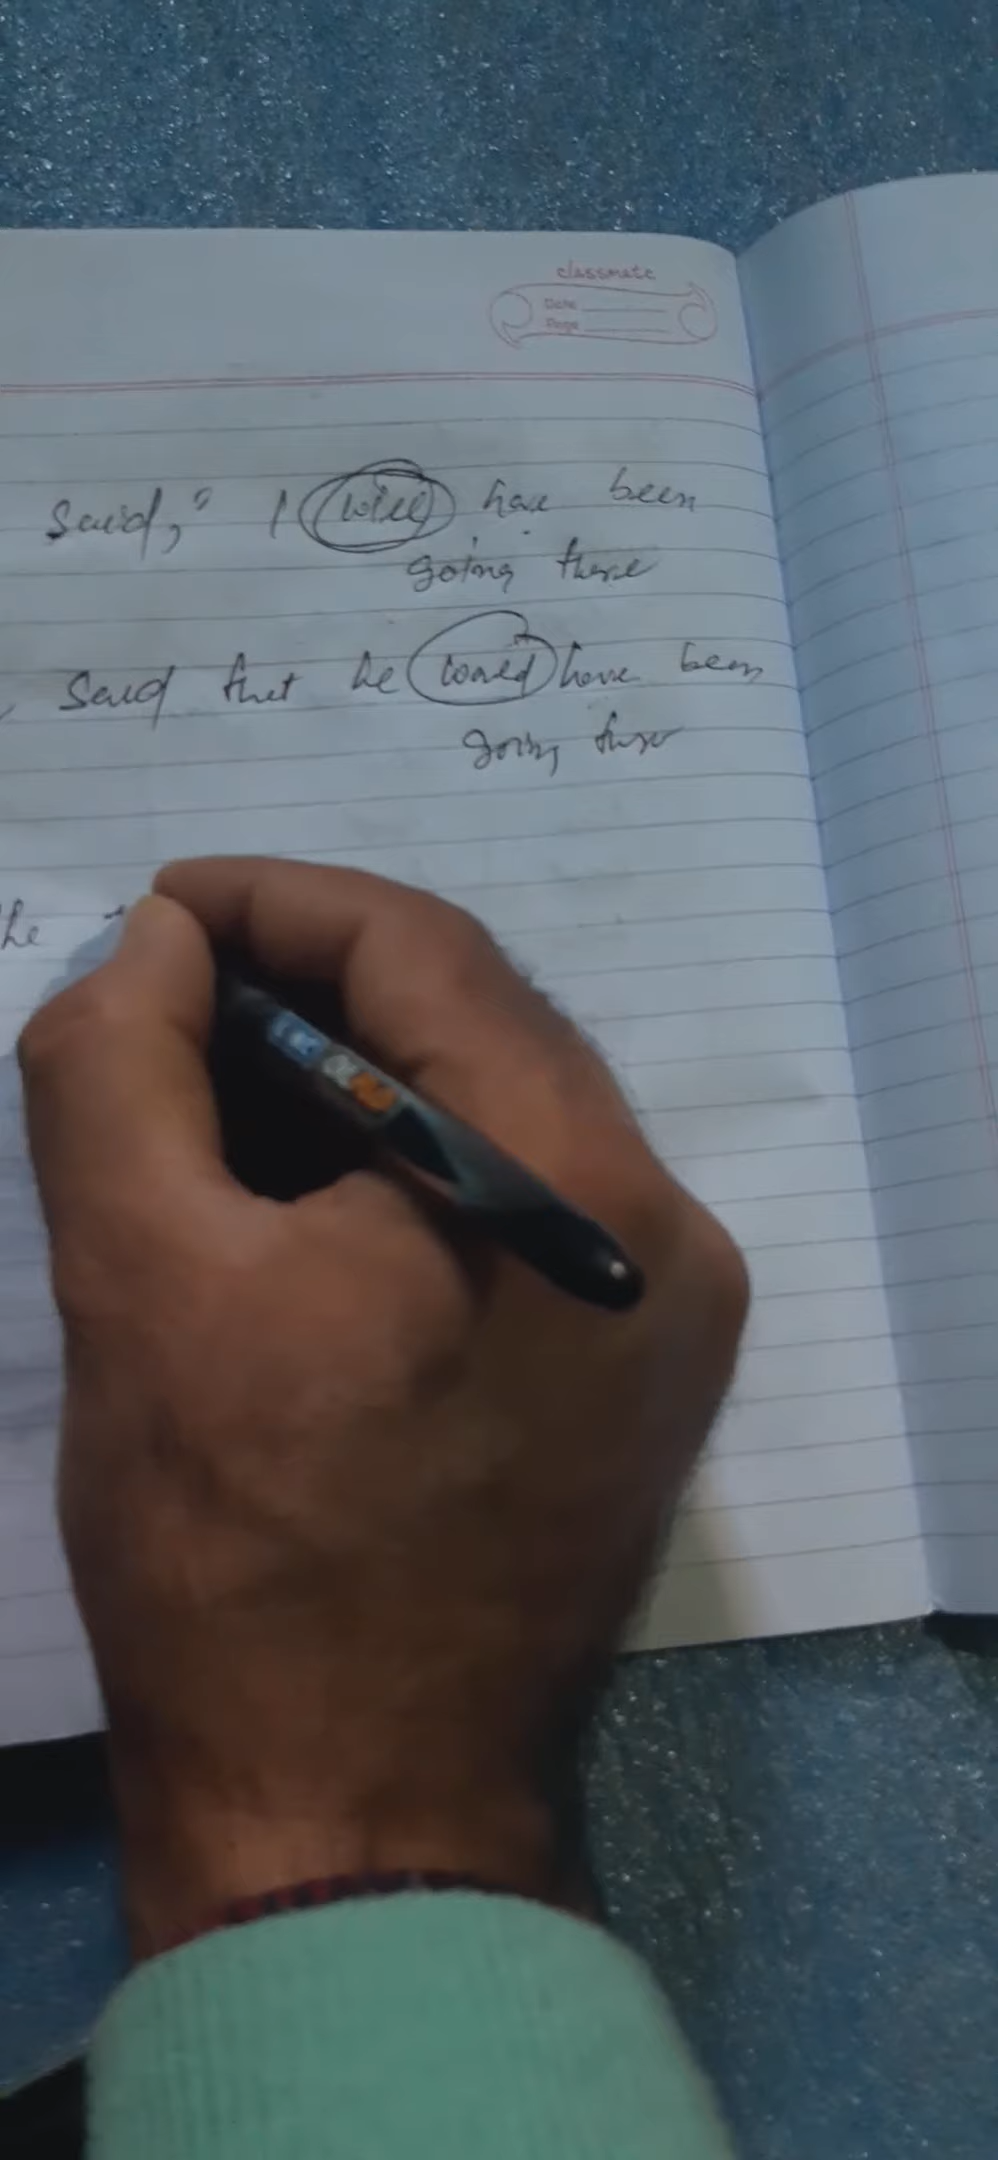 classmate
Date
Page
Said, " I will have been
going there
Said that he would have been
going there
he